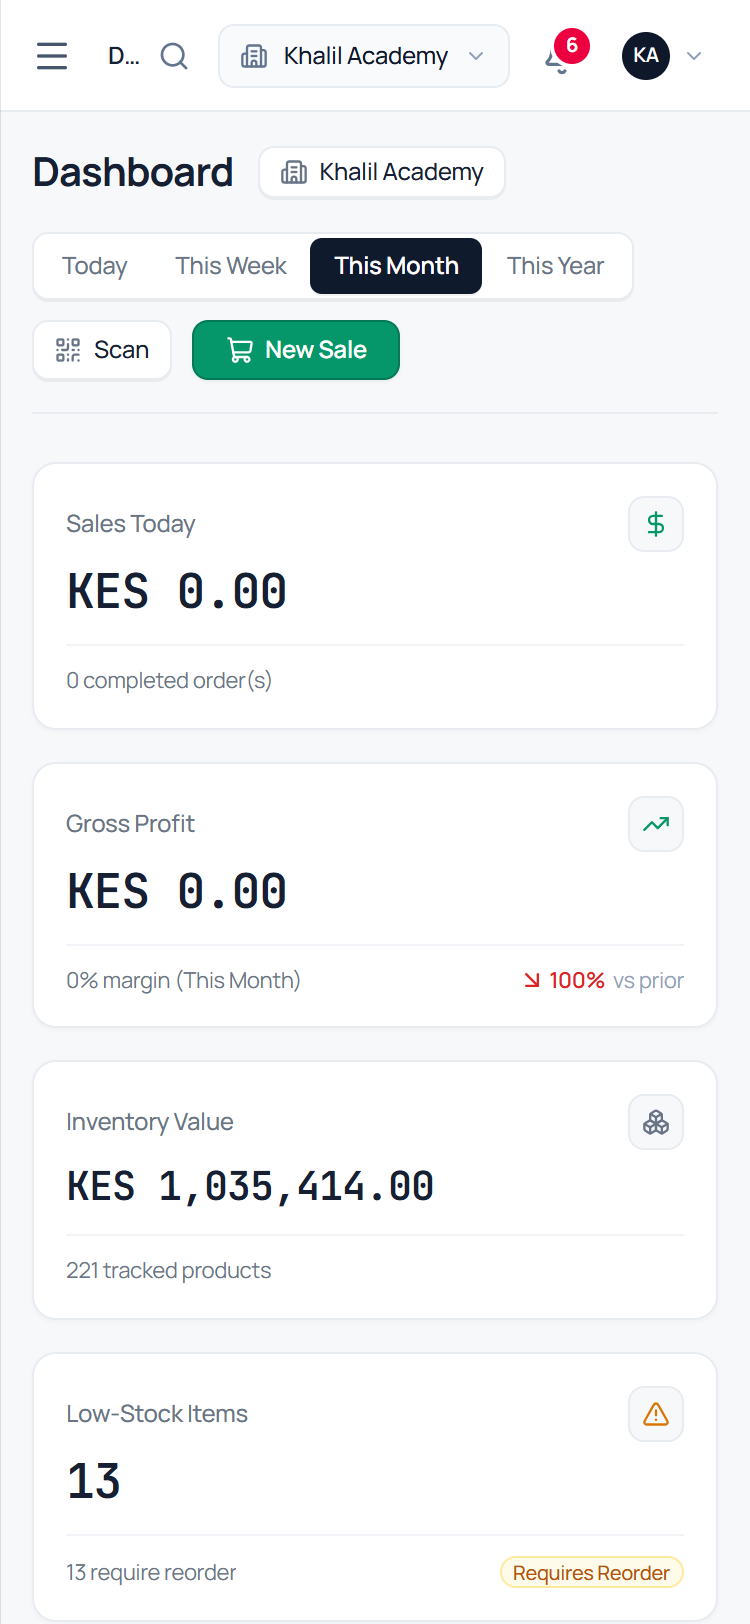 D... Khalil Academy 6 KA
Dashboard Khalil Academy
Today This Week This Month This Year
Scan New Sale
Sales Today $
KES 0.00
0 completed order(s)
Gross Profit
KES 0.00
0% margin (This Month) 100% vs prior
Inventory Value
KES 1,035,414.00
221 tracked products
Low-Stock Items
13
13 require reorder Requires Reorder